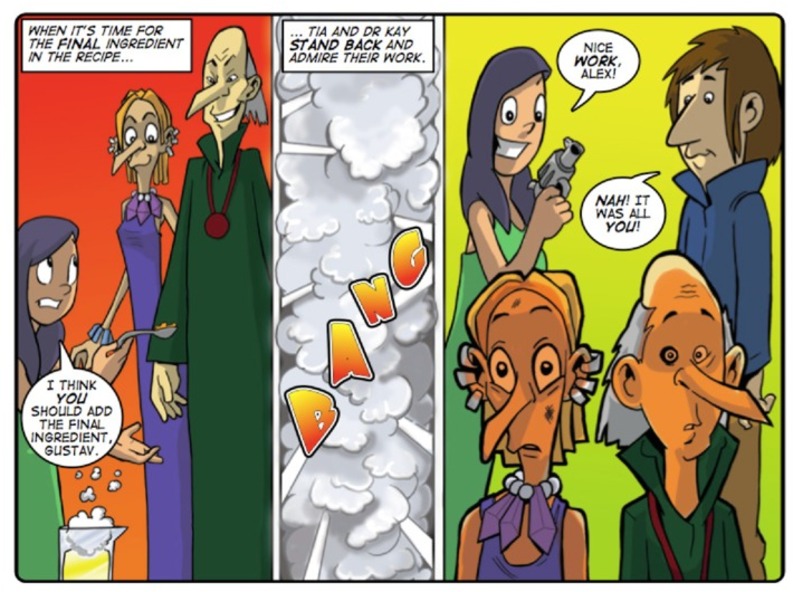 WHEN IT'S TIME FOR
THE FINAL INGREDIENT
IN THE RECIPE...
I THINK
YOU
SHOULD ADD
THE FINAL
INGREDIENT,
GUSTAV.
... TIA AND DR KAY
STAND BACK AND
ADMIRE THEIR WORK.
BANG
NICE
WORK,
ALEX!
NAH! IT
WAS ALL
YOU!